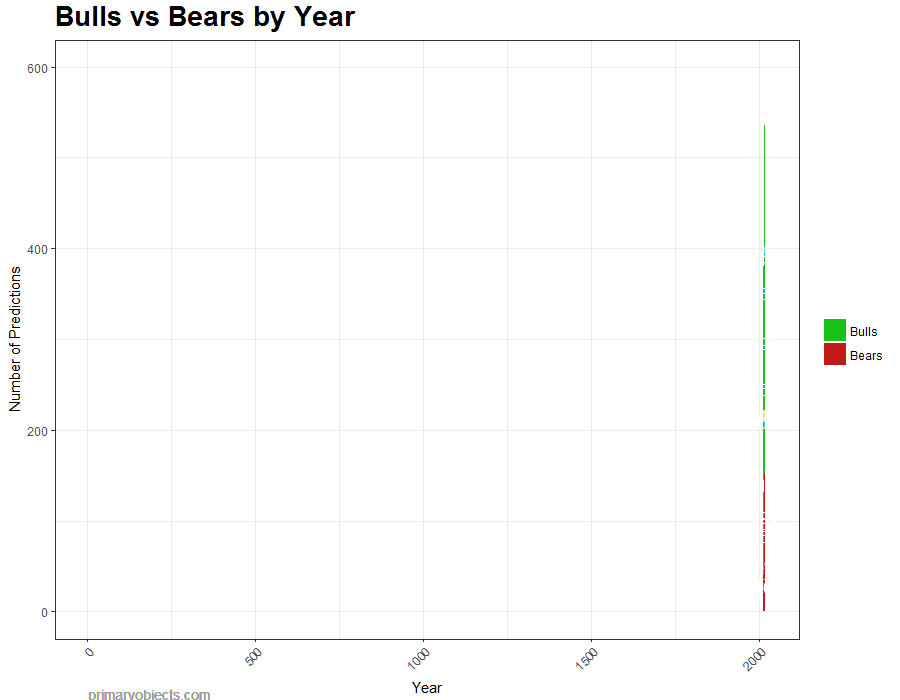 Bulls vs Bears by Year
600
400
200
0
Number of Predictions
0
500
1000
1500
2000
Year
Bulls
Bears
primaryobjects.com